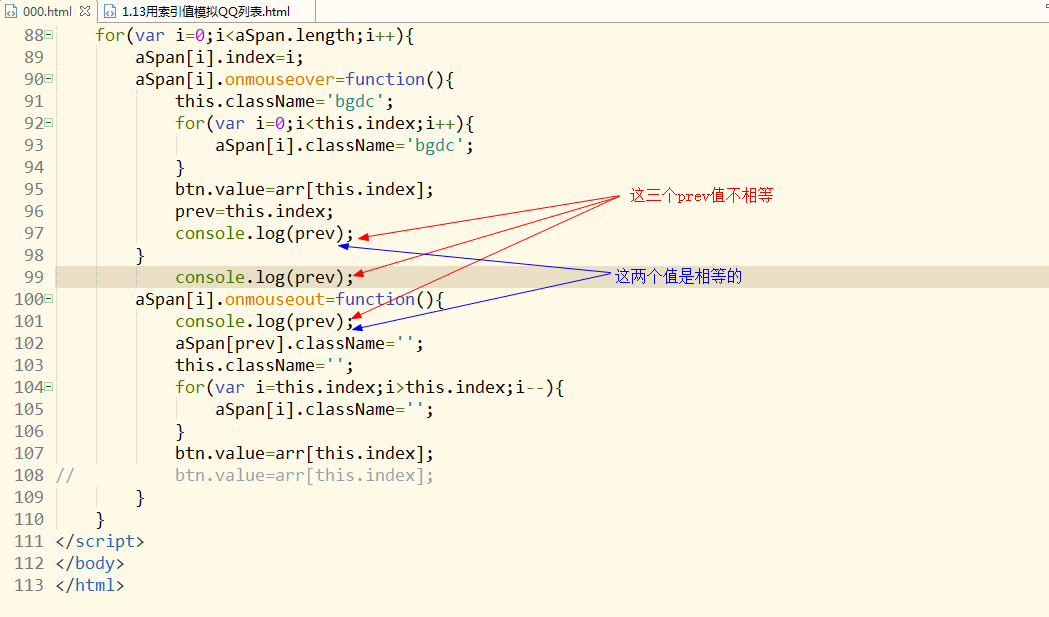 000.html 1.13用索引值模拟QQ列表.html
88 for(var i=0;i<aSpan.length;i++){
89 aSpan[i].index=i;
90 aSpan[i].onmouseover=function(){
91 this.className='bgdc';
92 for(var i=0;i<this.index;i++){
93 aSpan[i].className='bgdc';
94 }
95 btn.value=arr[this.index];
这三个prev值不相等
96 prev=this.index;
97 console.log(prev);
98 }
99 console.log(prev);
这两个值是相等的
100 aSpan[i].onmouseout=function(){
101 console.log(prev);
102 aSpan[prev].className='';
103 this.className='';
104 for(var i=this.index;i>this.index;i--){
105 aSpan[i].className='';
106 }
107 btn.value=arr[this.index];
108 // btn.value=arr[this.index];
109 }
110 }
111 </script>
112 </body>
113 </html>